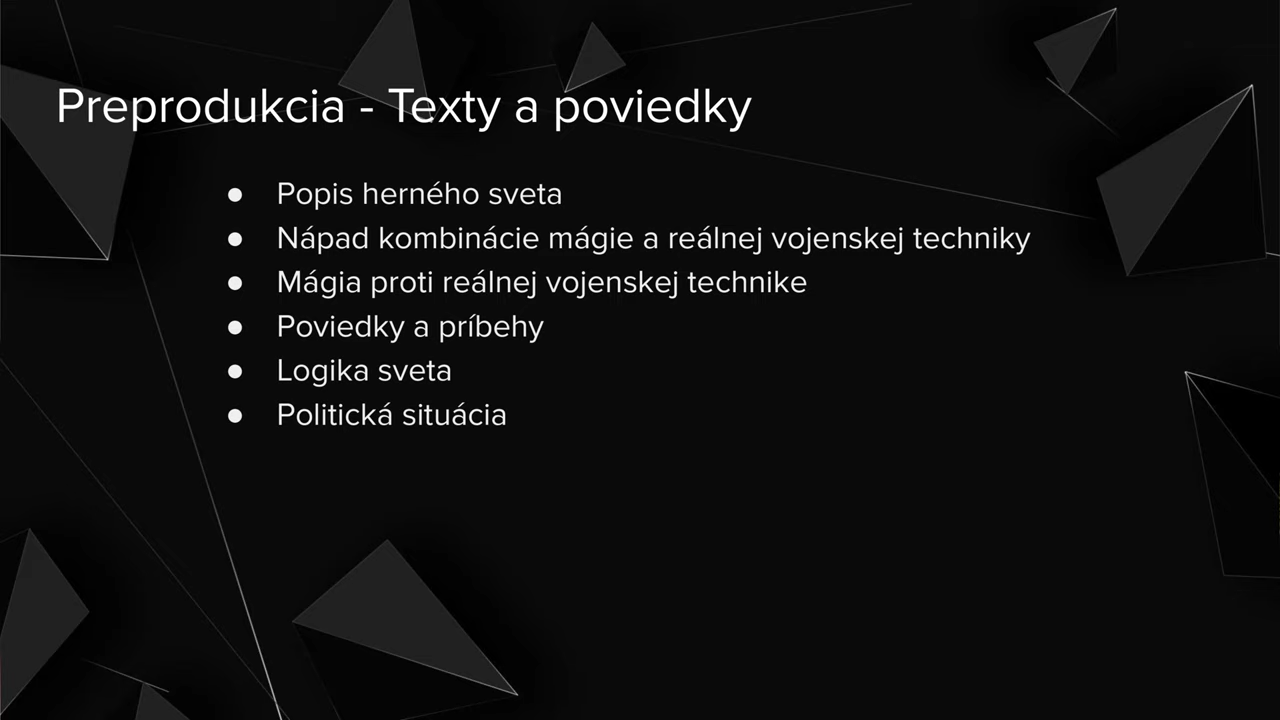 Preprodukcia - Texty a poviedky
● Popis herného sveta
● Nápad kombinácie mágie a reálnej vojenskej techniky
● Mágia proti reálnej vojenskej technike
● Poviedky a príbehy
● Logika sveta
● Politická situácia